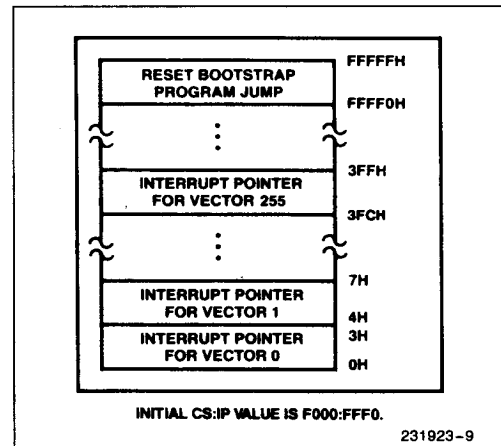 RESET BOOTSTRAP
PROGRAM JUMP
FFFFFH
FFFF0H
INTERRUPT POINTER
FOR VECTOR 255
3FFH
3FCH
INTERRUPT POINTER
FOR VECTOR 1
7H
4H
INTERRUPT POINTER
FOR VECTOR 0
3H
0H
INITIAL CS:IP VALUE IS F000:FFF0.
231923-9